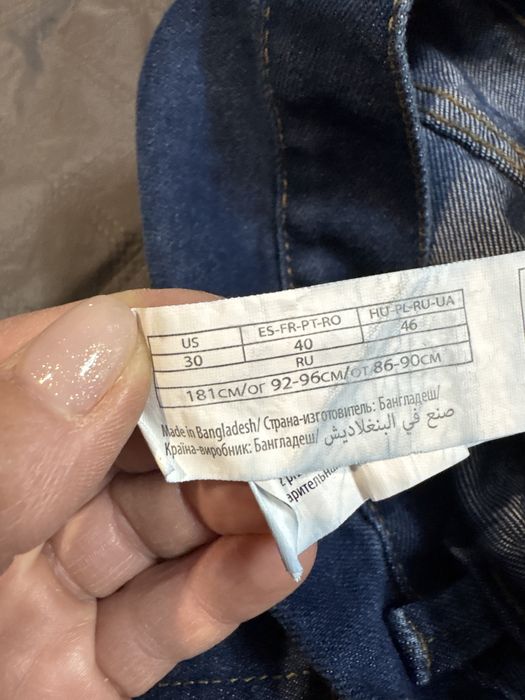 US ES-FR-PT-RO HU-PL-RU-UA
30 40 46
RU
181СМ/ОГ 92-96СМ/ОТ 86-90СМ
Made in Bangladesh/ Страна-изготовитель: Бангладеш/
Країна-виробник: Бангладеш/ صنع في البنغلاديش/